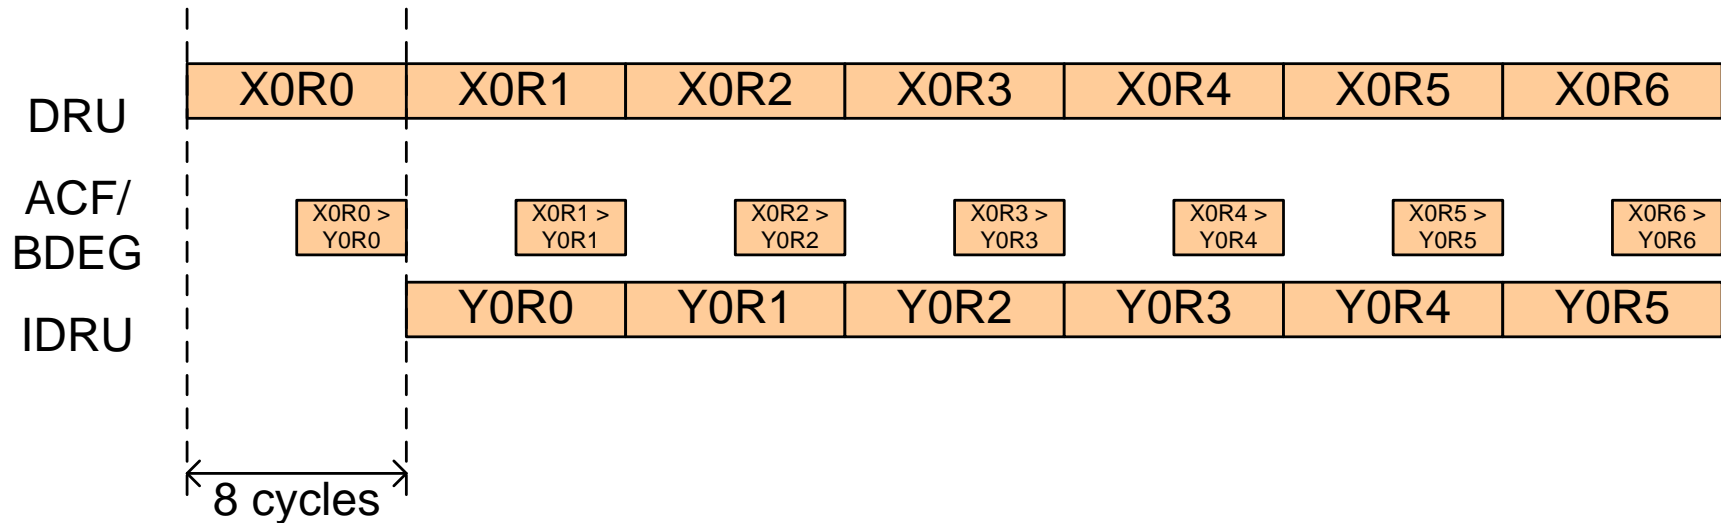 DRU
X0R0 X0R1 X0R2 X0R3 X0R4 X0R5 X0R6
ACF/
BDEG
X0R0 >
Y0R0
X0R1 >
Y0R1
X0R2 >
Y0R2
X0R3 >
Y0R3
X0R4 >
Y0R4
X0R5 >
Y0R5
X0R6 >
Y0R6
IDRU
Y0R0 Y0R1 Y0R2 Y0R3 Y0R4 Y0R5
8 cycles